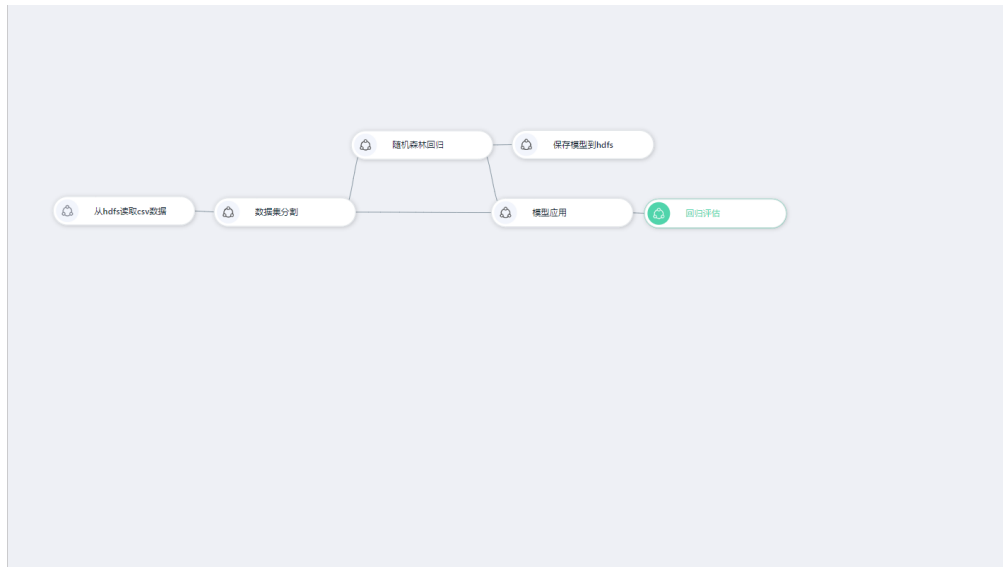 随机森林回归
保存模型到hdfs
从hdfs读取csv数据
数据集分割
模型应用
回归评估